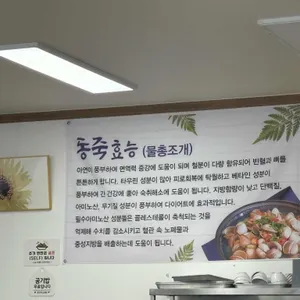 동죽효능 (물총조개)
아연이 풍부하여 면역력 증강에 도움이 되며 철분이 다량 함유되어 빈혈과 뼈를
튼튼하게 합니다. 타우린 성분이 많아 피로회복에 탁월하고 베타인 성분이
풍부하여 간 건강에 좋아 숙취해소에 도움이 됩니다. 지방함량이 낮고 단백질,
아미노산, 무기질 성분이 풍부하여 다이어트에 효과적입니다.
필수아미노산 성분들은 콜레스테롤이 축척되는 것을
억제해 수치를 감소시키고 혈관 속 노폐물과
중성지방을 배출하는데 도움이 됩니다.
셀프입니다
공기밥